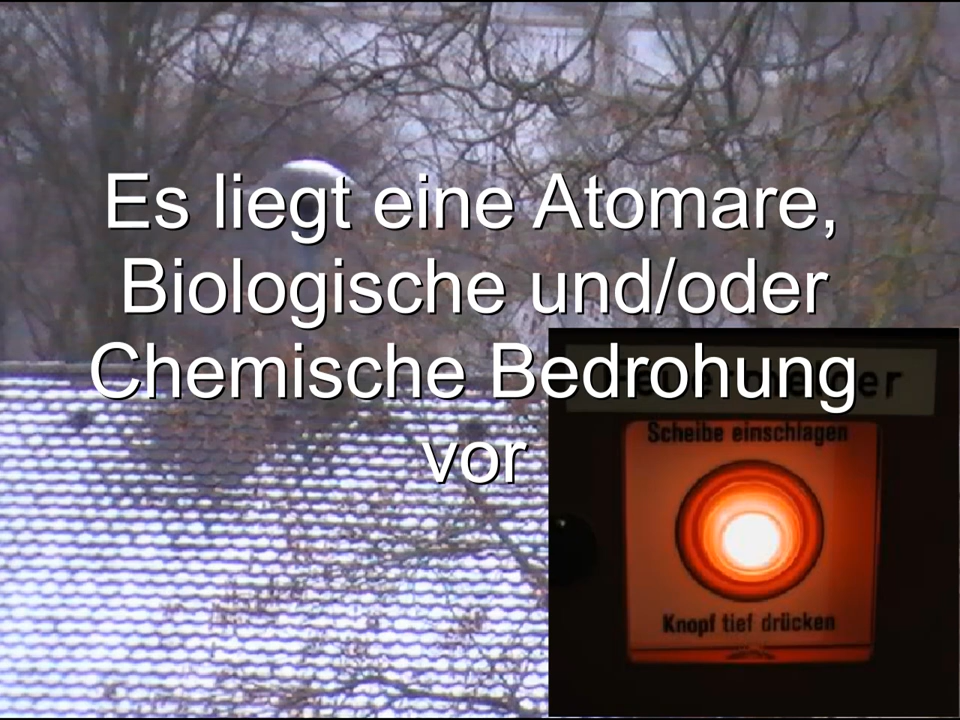 Es liegt eine Atomare,
Biologische und/oder
Chemische Bedrohung
vor
Scheibe einschlagen
Knopf tief drücken